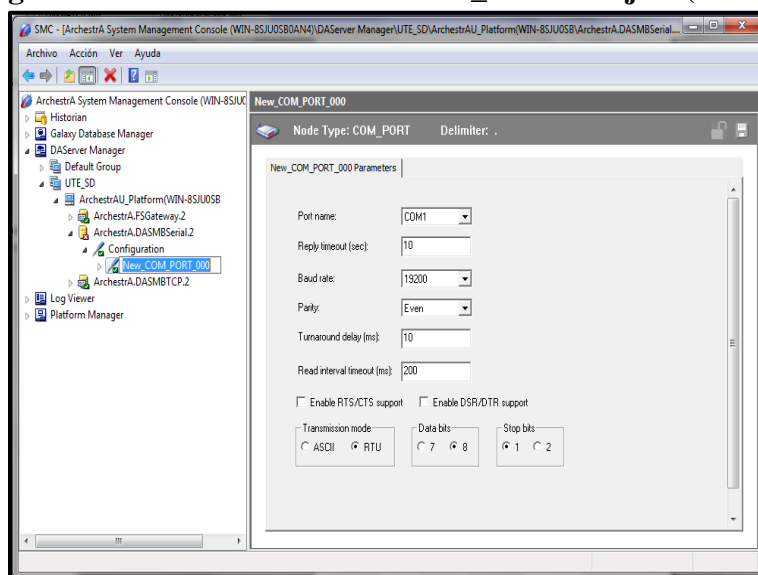 SMC - [ArchestrA System Management Console (WIN-8SJU0SB0AN4)\DAServer Manager\UTE_SD\ArchestrAU_Platform(WIN-8SJU0SB\ArchestrA.DASMBSerial....
Archivo Acción Ver Ayuda
ArchestrA System Management Console (WIN-8SJU0
Historian
Galaxy Database Manager
DAServer Manager
Default Group
UTE_SD
ArchestrAU_Platform(WIN-8SJU0SB
ArchestrA.FSGateway.2
ArchestrA.DASMBSerial.2
Configuration
New_COM_PORT_000
ArchestrA.DASMBTCP.2
Log Viewer
Platform Manager
New_COM_PORT_000
Node Type: COM_PORT Delimiter: .
New_COM_PORT_000 Parameters
Port name: COM1
Reply timeout (sec): 10
Baud rate: 19200
Parity: Even
Turnaround delay (ms): 10
Read interval timeout (ms): 200
Enable RTS/CTS support Enable DSR/DTR support
Transmission mode Data bits Stop bits
ASCII RTU 7 8 1 2